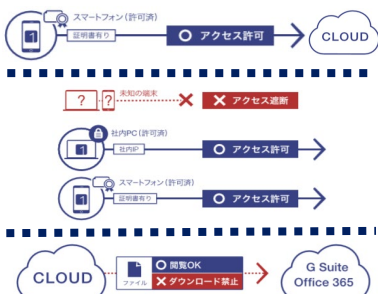 スマートフォン(許可済)
証明書有り
1
○ アクセス許可
CLOUD
? ?
未知の端末
× × アクセス遮断
社内PC(許可済)
1
社内IP
○ アクセス許可
スマートフォン(許可済)
1
証明書有り
○ アクセス許可
CLOUD
ファイル
○ 閲覧OK
× ダウンロード禁止
G Suite
Office 365